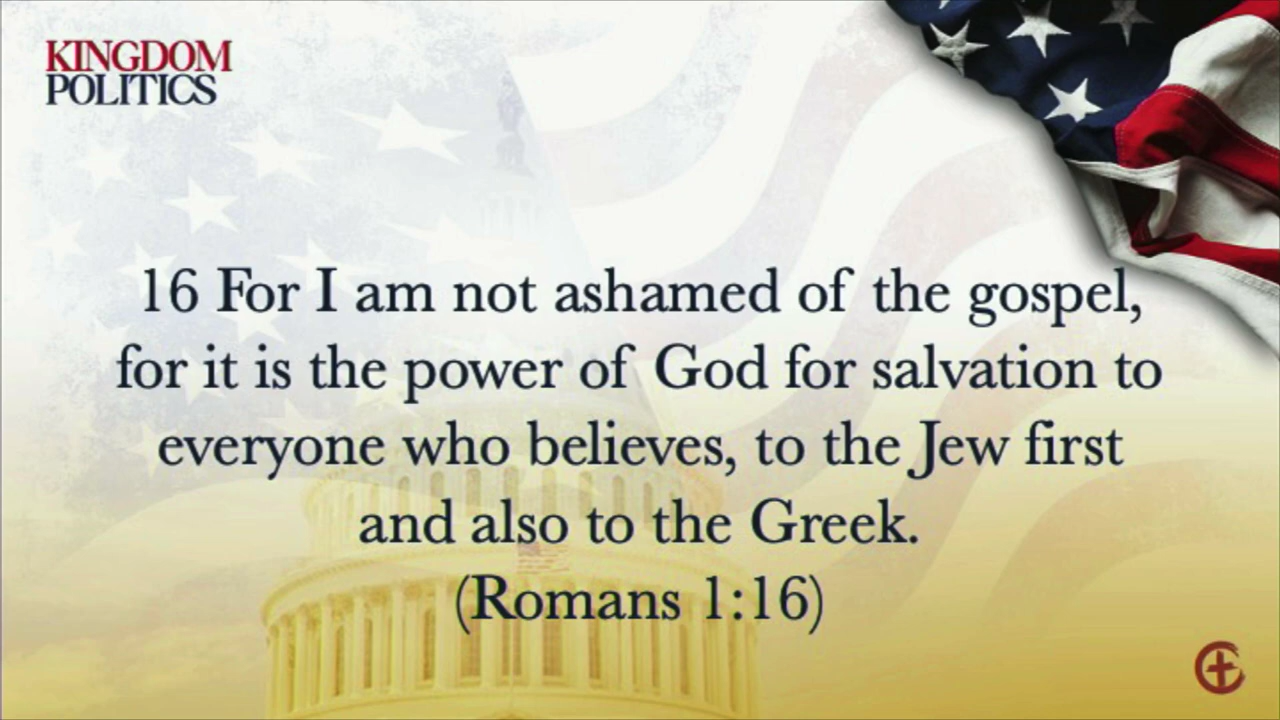 KINGDOM
POLITICS
16 For I am not ashamed of the gospel,
for it is the power of God for salvation to
everyone who believes, to the Jew first
and also to the Greek.
(Romans 1:16)